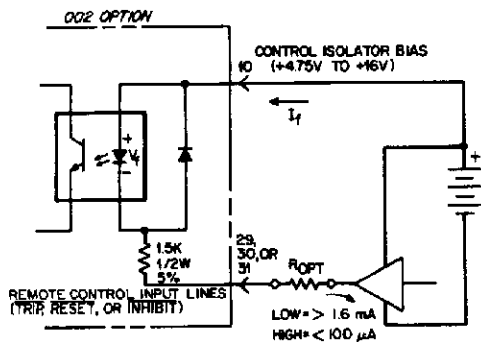 002 OPTION
CONTROL ISOLATOR BIAS
(+4.75V TO +16V)
10
If
+
Vf
-
+
1.5K
1/2W
5%
29,
30, OR
31
ROPT
REMOTE CONTROL INPUT LINES
(TRIP, RESET, OR INHIBIT)
LOW = > 1.6 mA
HIGH = < 100 µA